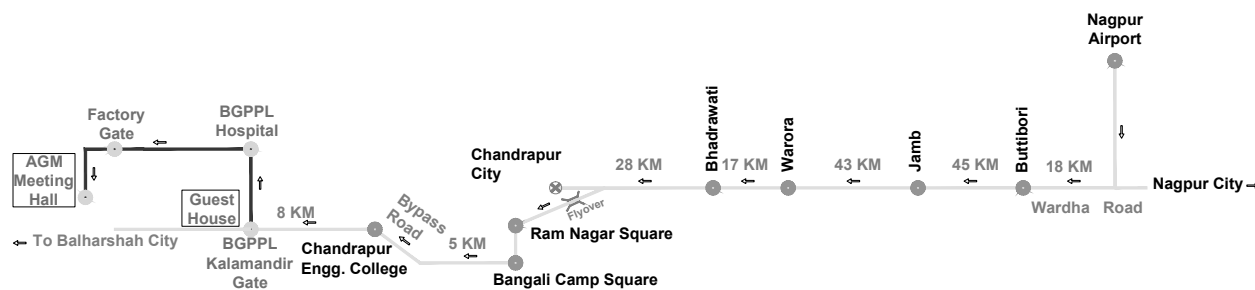 Nagpur
Airport
Factory
Gate
BGPPL
Hospital
AGM
Meeting
Hall
Guest
House
8 KM
Bypass
Road
Chandrapur
City
28 KM
Bhadrawati
17 KM
Warora
43 KM
Jamb
45 KM
Buttibori
18 KM
Nagpur City
Wardha Road
Flyover
Ram Nagar Square
To Balharshah City
BGPPL
Kalamandir
Gate
Chandrapur
Engg. College
5 KM
Bangali Camp Square